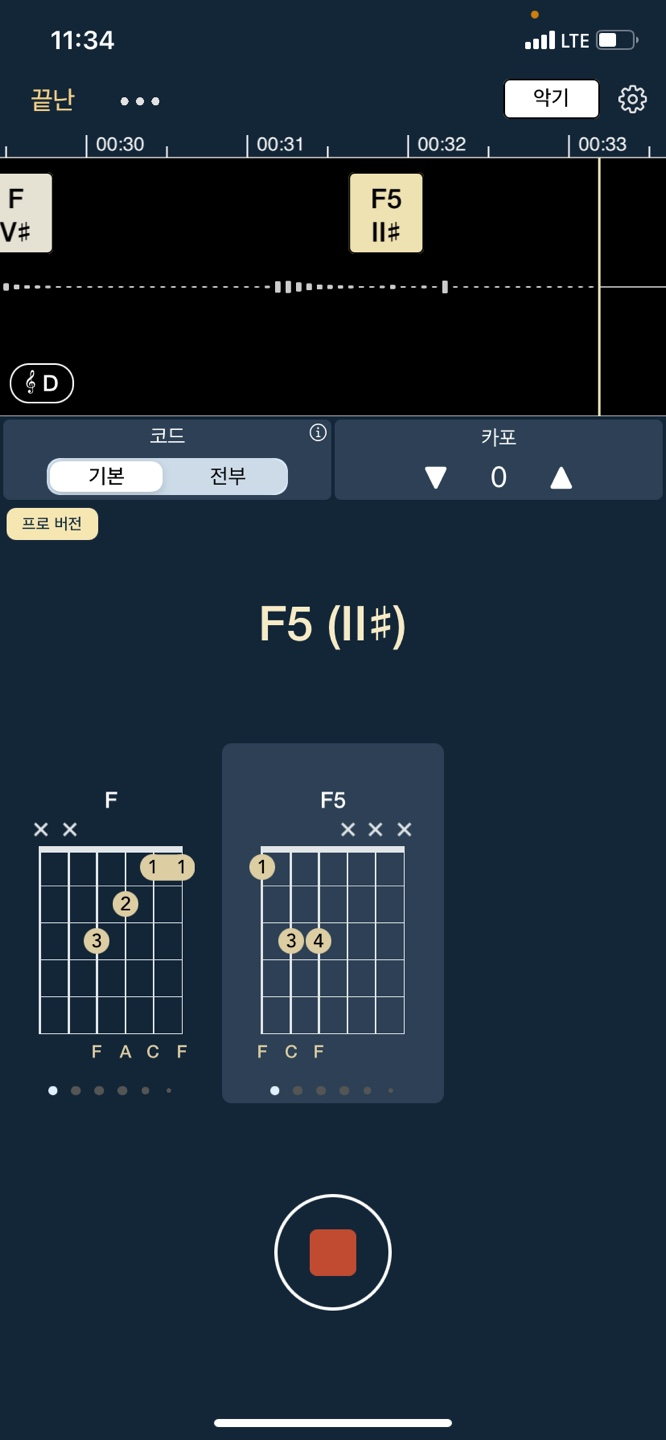 11:34 LTE
끝난 ••• 악기
00:30 00:31 00:32 00:33
F F5
V♯ II♯
D
코드 카포
기본 전부 0
프로 버전
F5 (II♯)
F F5
× × × × ×
1 1 1
2
3 3 4
F A C F F C F